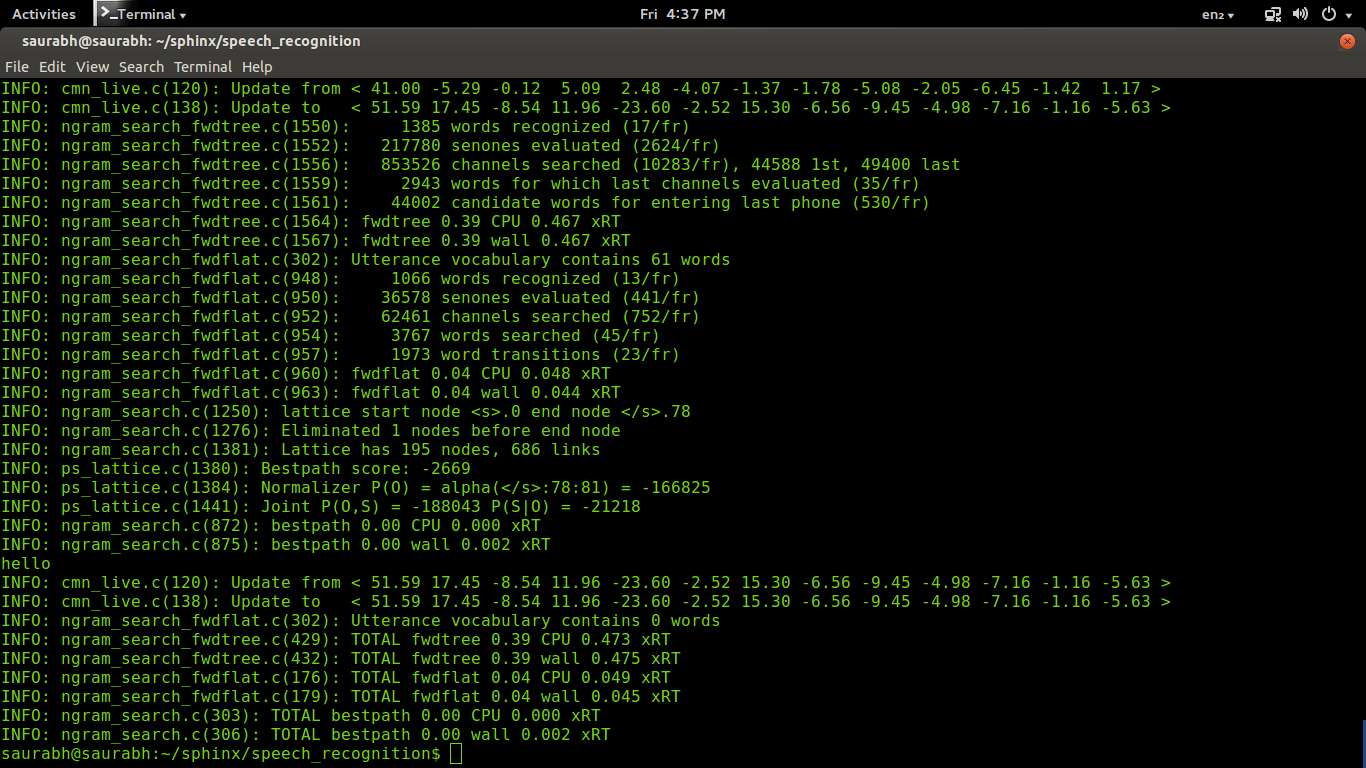 Activities Terminal Fri 4:37 PM en₂
saurabh@saurabh: ~/sphinx/speech_recognition
File Edit View Search Terminal Help
INFO: cmn_live.c(120): Update from < 41.00 -5.29 -0.12  5.09  2.48 -4.07 -1.37 -1.78 -5.08 -2.05 -6.45 -1.42  1.17 >
INFO: cmn_live.c(138): Update to   < 51.59 17.45 -8.54 11.96 -23.60 -2.52 15.30 -6.56 -9.45 -4.98 -7.16 -1.16 -5.63 >
INFO: ngram_search_fwdtree.c(1550):     1385 words recognized (17/fr)
INFO: ngram_search_fwdtree.c(1552):   217780 senones evaluated (2624/fr)
INFO: ngram_search_fwdtree.c(1556):   853526 channels searched (10283/fr), 44588 1st, 49400 last
INFO: ngram_search_fwdtree.c(1559):     2943 words for which last channels evaluated (35/fr)
INFO: ngram_search_fwdtree.c(1561):    44002 candidate words for entering last phone (530/fr)
INFO: ngram_search_fwdtree.c(1564): fwdtree 0.39 CPU 0.467 xRT
INFO: ngram_search_fwdtree.c(1567): fwdtree 0.39 wall 0.467 xRT
INFO: ngram_search_fwdflat.c(302): Utterance vocabulary contains 61 words
INFO: ngram_search_fwdflat.c(948):     1066 words recognized (13/fr)
INFO: ngram_search_fwdflat.c(950):    36578 senones evaluated (441/fr)
INFO: ngram_search_fwdflat.c(952):    62461 channels searched (752/fr)
INFO: ngram_search_fwdflat.c(954):     3767 words searched (45/fr)
INFO: ngram_search_fwdflat.c(957):     1973 word transitions (23/fr)
INFO: ngram_search_fwdflat.c(960): fwdflat 0.04 CPU 0.048 xRT
INFO: ngram_search_fwdflat.c(963): fwdflat 0.04 wall 0.044 xRT
INFO: ngram_search.c(1250): lattice start node <s>.0 end node </s>.78
INFO: ngram_search.c(1276): Eliminated 1 nodes before end node
INFO: ngram_search.c(1381): Lattice has 195 nodes, 686 links
INFO: ps_lattice.c(1380): Bestpath score: -2669
INFO: ps_lattice.c(1384): Normalizer P(O) = alpha(</s>:78:81) = -166825
INFO: ps_lattice.c(1441): Joint P(O,S) = -188043 P(S|O) = -21218
INFO: ngram_search.c(872): bestpath 0.00 CPU 0.000 xRT
INFO: ngram_search.c(875): bestpath 0.00 wall 0.002 xRT
hello
INFO: cmn_live.c(120): Update from < 51.59 17.45 -8.54 11.96 -23.60 -2.52 15.30 -6.56 -9.45 -4.98 -7.16 -1.16 -5.63 >
INFO: cmn_live.c(138): Update to   < 51.59 17.45 -8.54 11.96 -23.60 -2.52 15.30 -6.56 -9.45 -4.98 -7.16 -1.16 -5.63 >
INFO: ngram_search_fwdflat.c(302): Utterance vocabulary contains 0 words
INFO: ngram_search_fwdtree.c(429): TOTAL fwdtree 0.39 CPU 0.473 xRT
INFO: ngram_search_fwdtree.c(432): TOTAL fwdtree 0.39 wall 0.475 xRT
INFO: ngram_search_fwdflat.c(176): TOTAL fwdflat 0.04 CPU 0.049 xRT
INFO: ngram_search_fwdflat.c(179): TOTAL fwdflat 0.04 wall 0.045 xRT
INFO: ngram_search.c(303): TOTAL bestpath 0.00 CPU 0.000 xRT
INFO: ngram_search.c(306): TOTAL bestpath 0.00 wall 0.002 xRT
saurabh@saurabh:~/sphinx/speech_recognition$